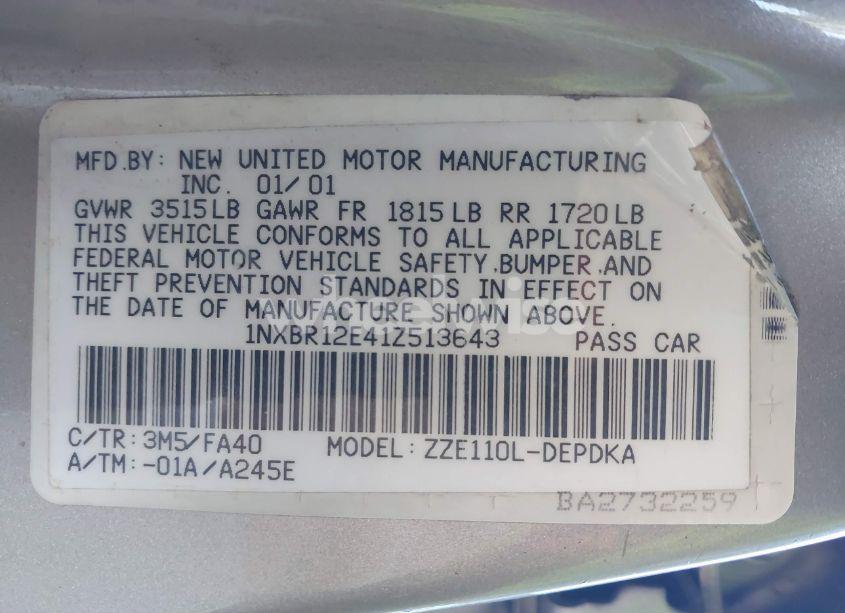 MFD.BY: NEW UNITED MOTOR MANUFACTURING
INC. 01/01
GVWR 3515LB GAWR FR 1815LB RR 1720LB
THIS VEHICLE CONFORMS TO ALL APPLICABLE
FEDERAL MOTOR VEHICLE SAFETY,BUMPER,AND
THEFT PREVENTION STANDARDS IN EFFECT ON
THE DATE OF MANUFACTURE SHOWN ABOVE.
1NXBR12E41Z513643 PASS CAR
C/TR:3M5/FA40 MODEL:ZZE110L-DEPDKA
A/TM:-01A/A245E
BA2732259